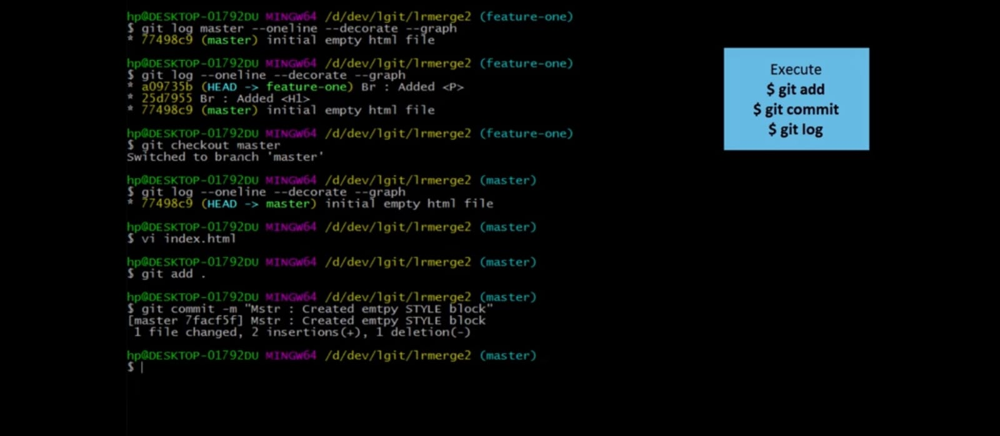 hp@DESKTOP-01792DU MINGW64 /d/dev/lgit/lrmerge2 (feature-one)
$ git log master --oneline --decorate --graph
* 77498c9 (master) initial empty html file
hp@DESKTOP-01792DU MINGW64 /d/dev/lgit/lrmerge2 (feature-one)
$ git log --oneline --decorate --graph
* a09735b (HEAD -> feature-one) Br : Added <P>
* 25d7955 Br : Added <H1>
* 77498c9 (master) initial empty html file
hp@DESKTOP-01792DU MINGW64 /d/dev/lgit/lrmerge2 (feature-one)
$ git checkout master
Switched to branch 'master'
hp@DESKTOP-01792DU MINGW64 /d/dev/lgit/lrmerge2 (master)
$ git log --oneline --decorate --graph
* 77498c9 (HEAD -> master) initial empty html file
hp@DESKTOP-01792DU MINGW64 /d/dev/lgit/lrmerge2 (master)
$ vi index.html
hp@DESKTOP-01792DU MINGW64 /d/dev/lgit/lrmerge2 (master)
$ git add .
hp@DESKTOP-01792DU MINGW64 /d/dev/lgit/lrmerge2 (master)
$ git commit -m "Mstr : Created emtpy STYLE block"
[master 7facf5f] Mstr : Created emtpy STYLE block
1 file changed, 2 insertions(+), 1 deletion(-)
hp@DESKTOP-01792DU MINGW64 /d/dev/lgit/lrmerge2 (master)
$
Execute
$ git add
$ git commit
$ git log